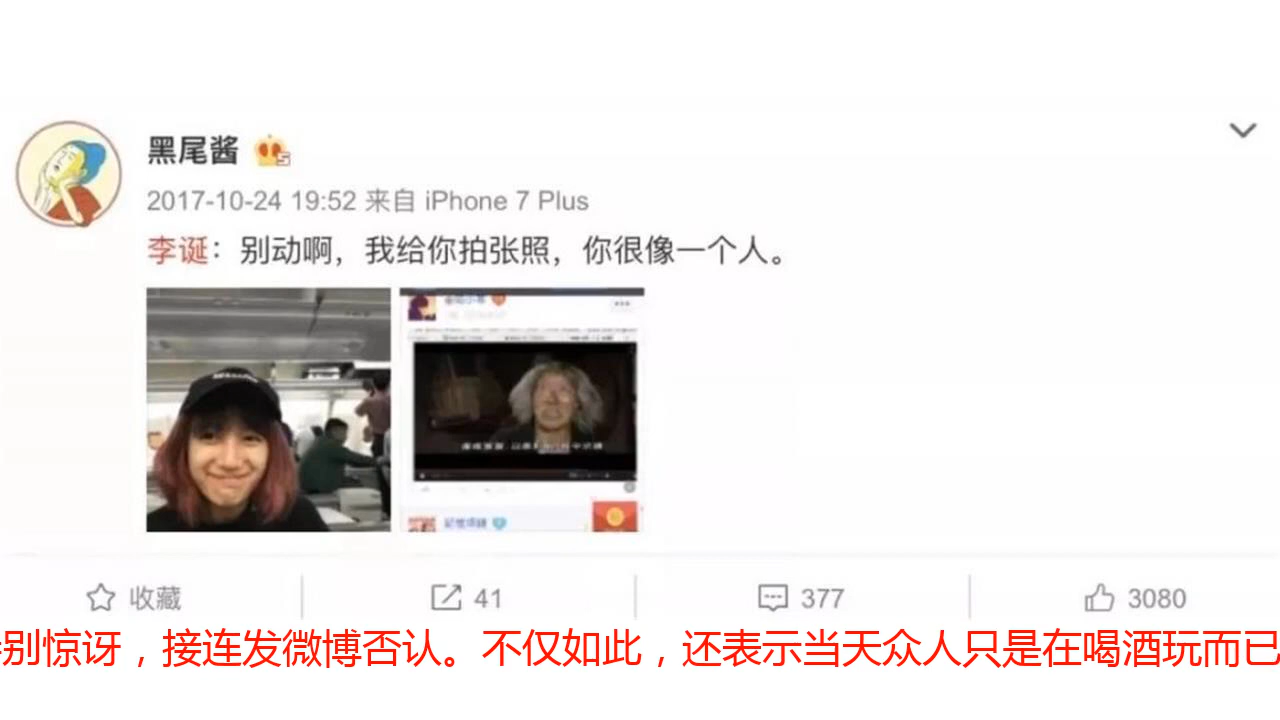 黑尾酱
2017-10-24 19:52 来自 iPhone 7 Plus
李诞：别动啊，我给你拍张照，你很像一个人。
收藏
41
377
3080
别惊讶，接连发微博否认。不仅如此，还表示当天众人只是在喝酒玩而已